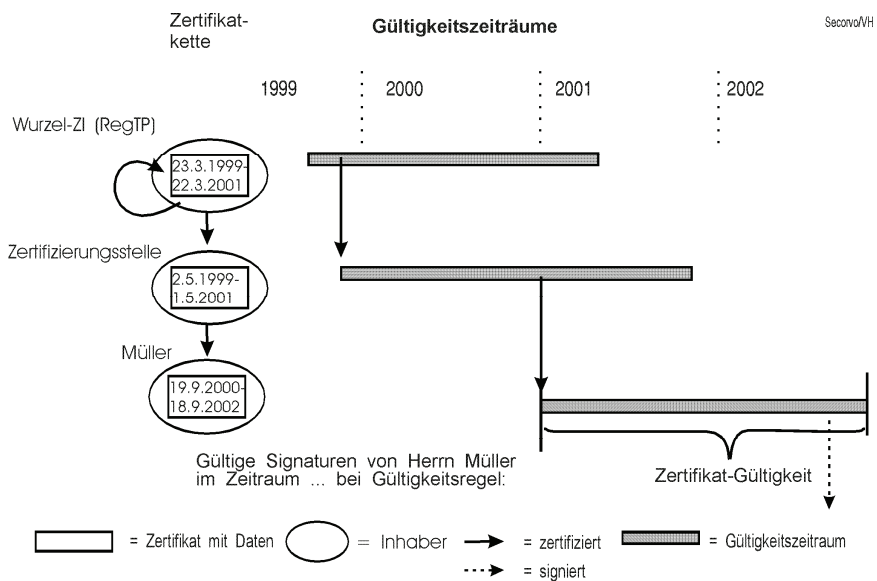 Zertifikat-
kette
Gültigkeitszeiträume
Secorvo/VH
1999
2000
2001
2002
Wurzel-ZI (RegTP)
23.3.1999-
22.3.2001
Zertifizierungsstelle
2.5.1999-
1.5.2001
Müller
19.9.2000-
18.9.2002
Gültige Signaturen von Herrn Müller
im Zeitraum ... bei Gültigkeitsregel:
Zertifikat-Gültigkeit
= Zertifikat mit Daten
= Inhaber
= zertifiziert
= Gültigkeitszeitraum
= signiert